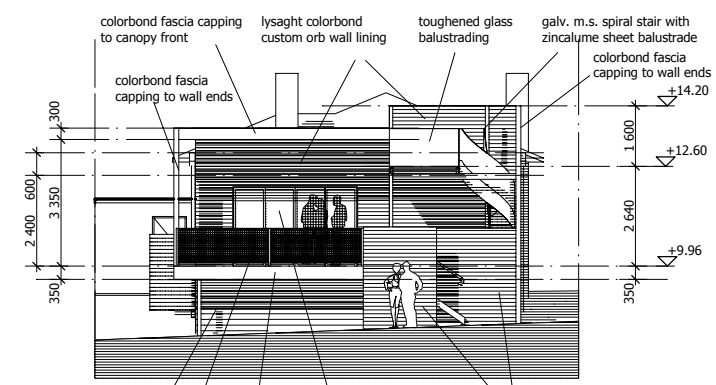 colorbond fascia capping
to canopy front
lysaght colorbond
custom orb wall lining
toughened glass
balustrading
galv. m.s. spiral stair with
zincalume sheet balustrade
colorbond fascia
capping to wall ends
colorbond fascia
capping to wall ends
+14.20
300
1 600
+12.60
600
3 350
2 400
2 640
+9.96
350
350